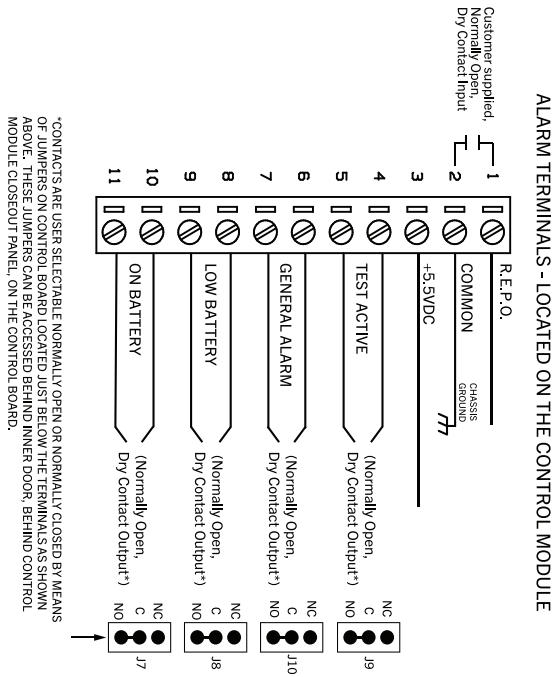 ALARM TERMINALS - LOCATED ON THE CONTROL MODULE
Customer supplied,
Normally Open,
Dry Contact Input
1
2
3
4
5
6
7
8
9
10
11
R.E.P.O.
COMMON
CHASSIS
GROUND
+5.5VDC
TEST ACTIVE
(Normally Open,
Dry Contact Output*)
NC
C
NO
J9
GENERAL ALARM
(Normally Open,
Dry Contact Output*)
NC
C
NO
J10
LOW BATTERY
(Normally Open,
Dry Contact Output*)
NC
C
NO
J8
ON BATTERY
(Normally Open,
Dry Contact Output*)
NC
C
NO
J7
*CONTACTS ARE USER SELECTABLE NORMALLY OPEN OR NORMALLY CLOSED BY MEANS
OF JUMPERS ON CONTROL BOARD LOCATED JUST BELOW THE TERMINALS AS SHOWN
ABOVE. THESE JUMPERS CAN BE ACCESSED BEHIND INNER DOOR, BEHIND CONTROL
MODULE CLOSEOUT PANEL, ON THE CONTROL BOARD.